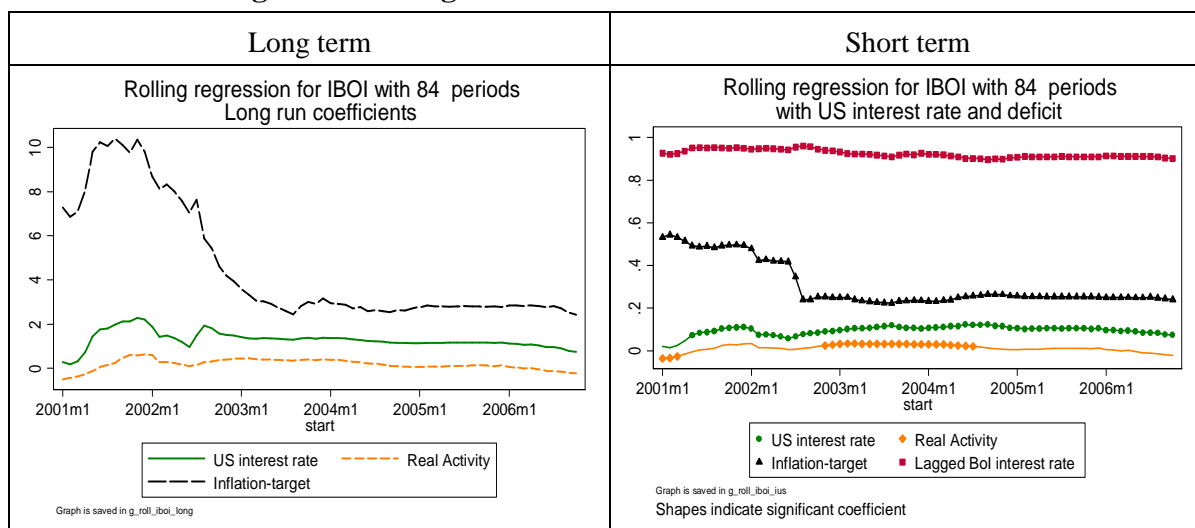 Long term
Short term
Rolling regression for IBOI with 84 periods
Long run coefficients
10
8
6
4
2
0
2001m1 2002m1 2003m1 2004m1 2005m1 2006m1
start
US interest rate Real Activity
Inflation-target
Graph is saved in g_roll_iboi_long
Rolling regression for IBOI with 84 periods
with US interest rate and deficit
1
.8
.6
.4
.2
0
2001m1 2002m1 2003m1 2004m1 2005m1 2006m1
start
US interest rate Real Activity
Inflation-target Lagged BoI interest rate
Graph is saved in g_roll_iboi_ius
Shapes indicate significant coefficient